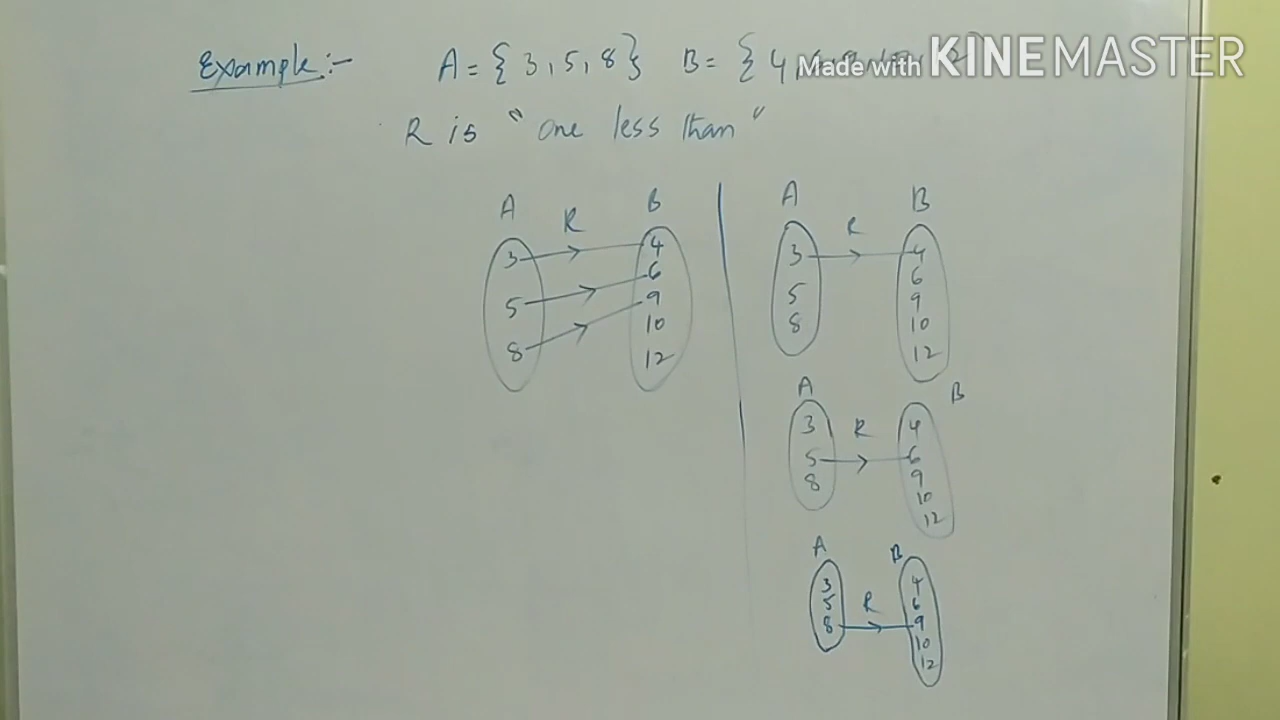 Example:- A = { 3, 5, 8 } B = { 4
Made with KINEMASTER
R is "one less than"
A R B
3 4
5 6
8 9
10
12
A R B
3 4
5 6
8 9
10
12
A R B
3 4
5 6
8 9
10
12
A R B
3 4
5 6
8 9
10
12